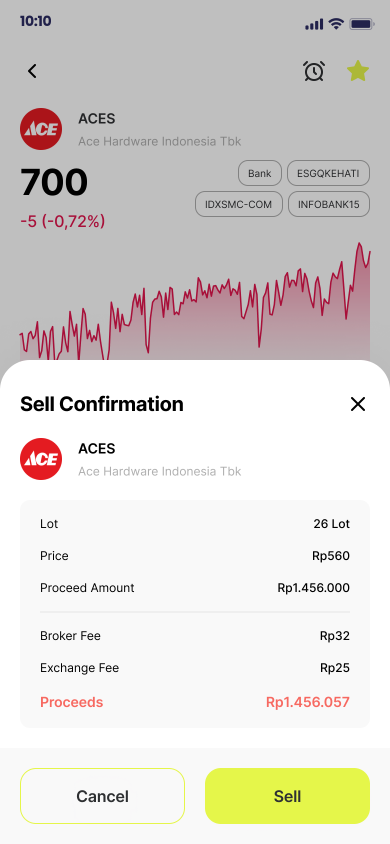 10:10
ACE
ACES
Ace Hardware Indonesia Tbk
700
Bank
ESGQKEHATI
-5 (-0,72%)
IDXSMC-COM
INFOBANK15
Sell Confirmation
ACE
ACES
Ace Hardware Indonesia Tbk
Lot 26 Lot
Price Rp560
Proceed Amount Rp1.456.000
Broker Fee Rp32
Exchange Fee Rp25
Proceeds Rp1.456.057
Cancel
Sell